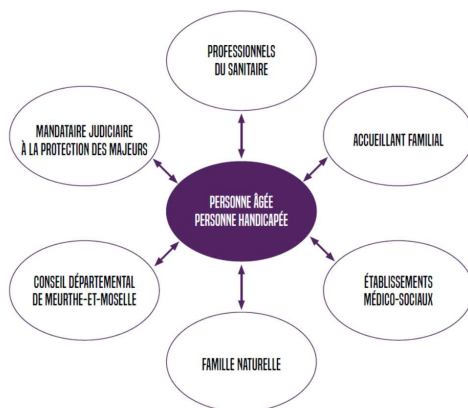 PROFESSIONNELS
DU SANITAIRE
MANDATAIRE JUDICIAIRE
À LA PROTECTION DES MAJEURS
ACCUEILLANT FAMILIAL
PERSONNE ÂGÉE
PERSONNE HANDICAPÉE
CONSEIL DÉPARTEMENTAL
DE MEURTHE-ET-MOSELLE
ÉTABLISSEMENTS
MÉDICO-SOCIAUX
FAMILLE NATURELLE